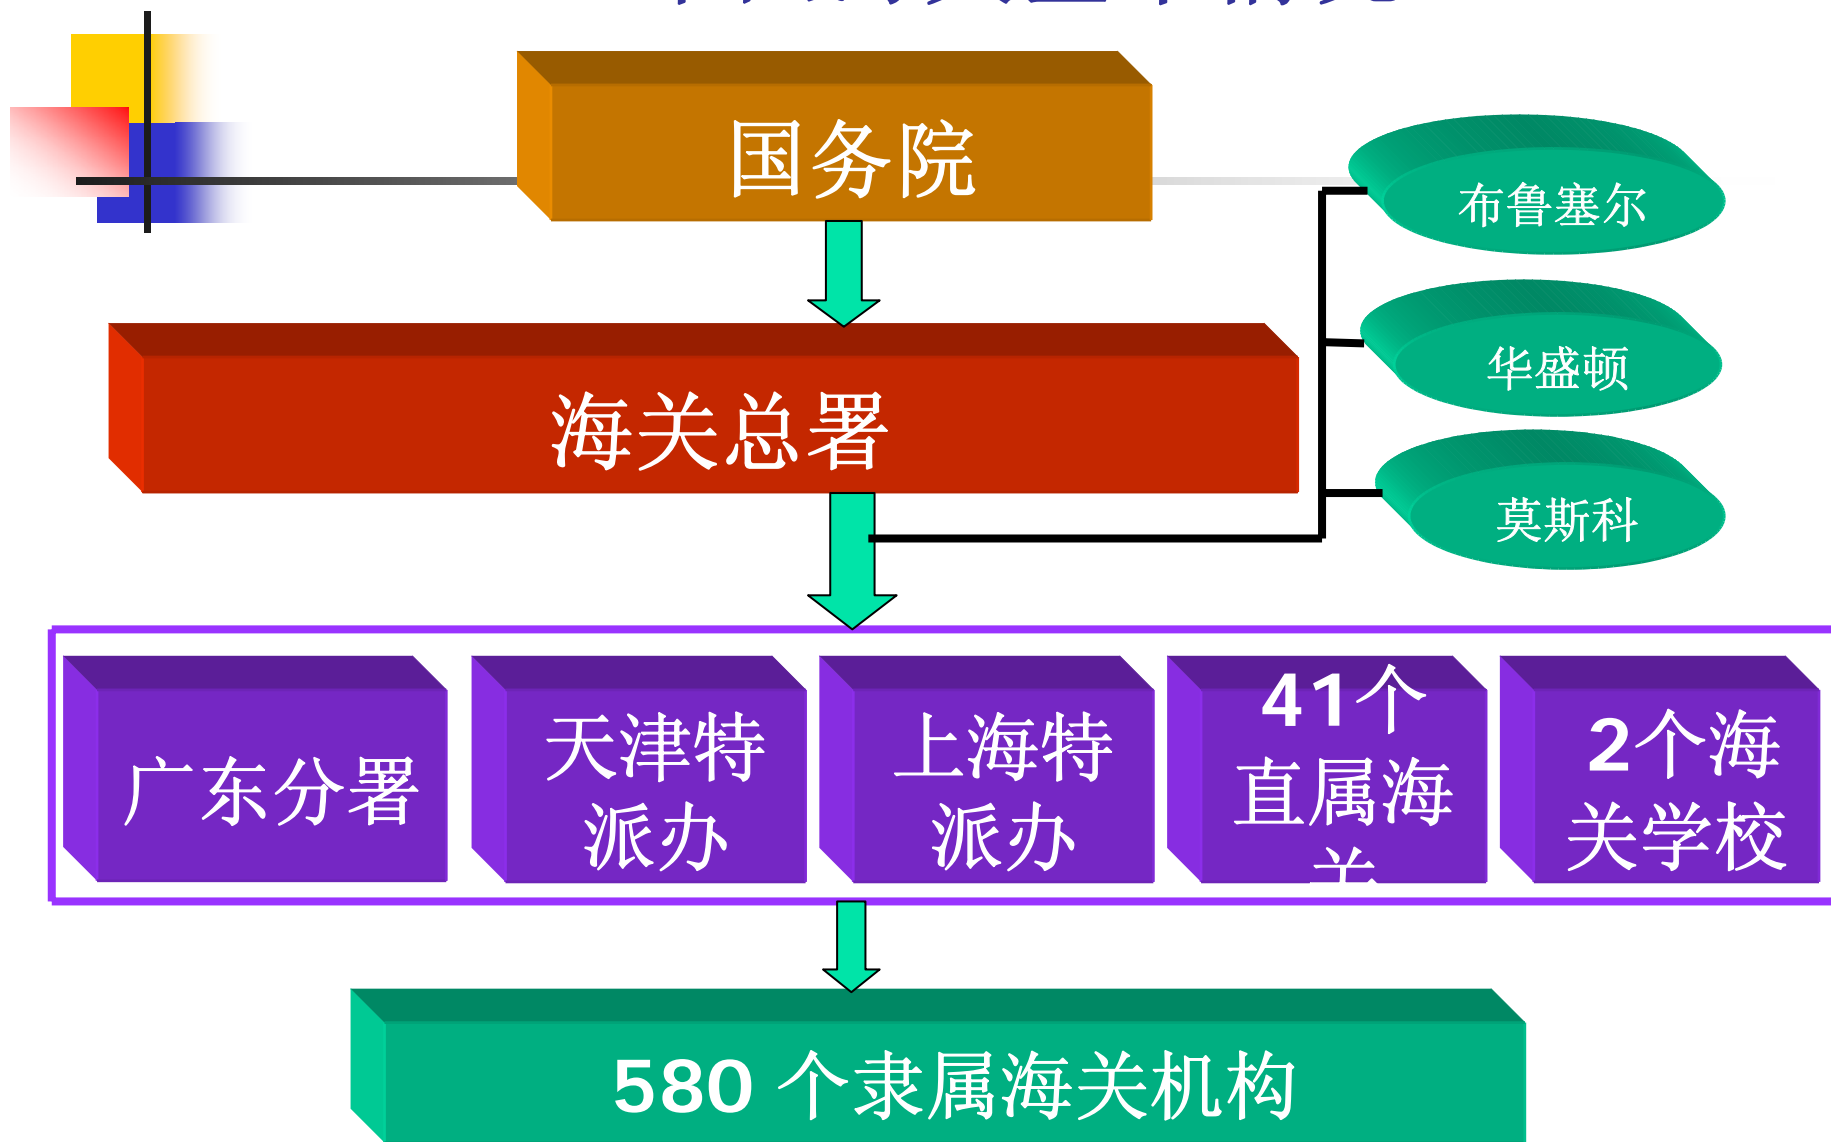 国务院
布鲁塞尔
海关总署
华盛顿
莫斯科
广东分署
天津特
派办
上海特
派办
41个
直属海
关
2个海
关学校
580 个隶属海关机构